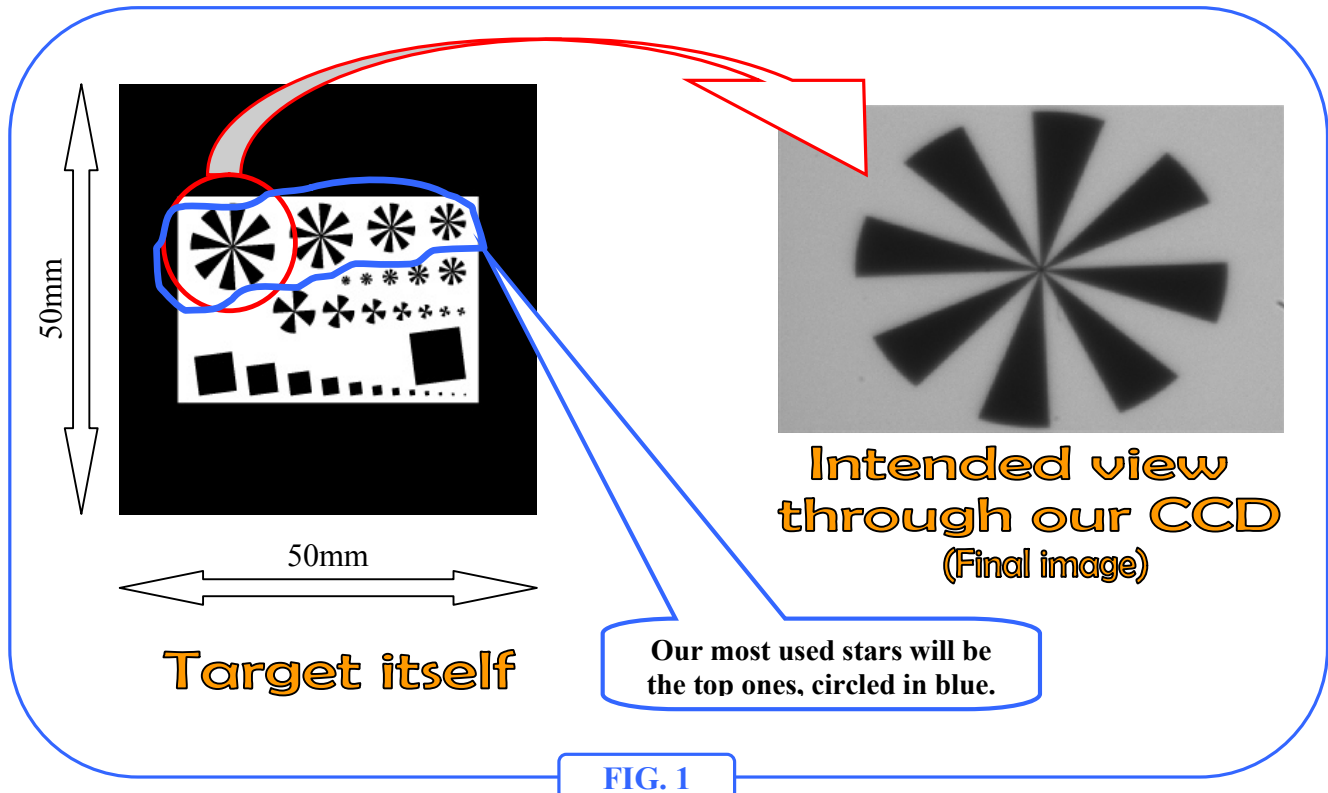 50mm
50mm
Target itself
Intended view
through our CCD
(Final image)
Our most used stars will be
the top ones, circled in blue.
FIG. 1